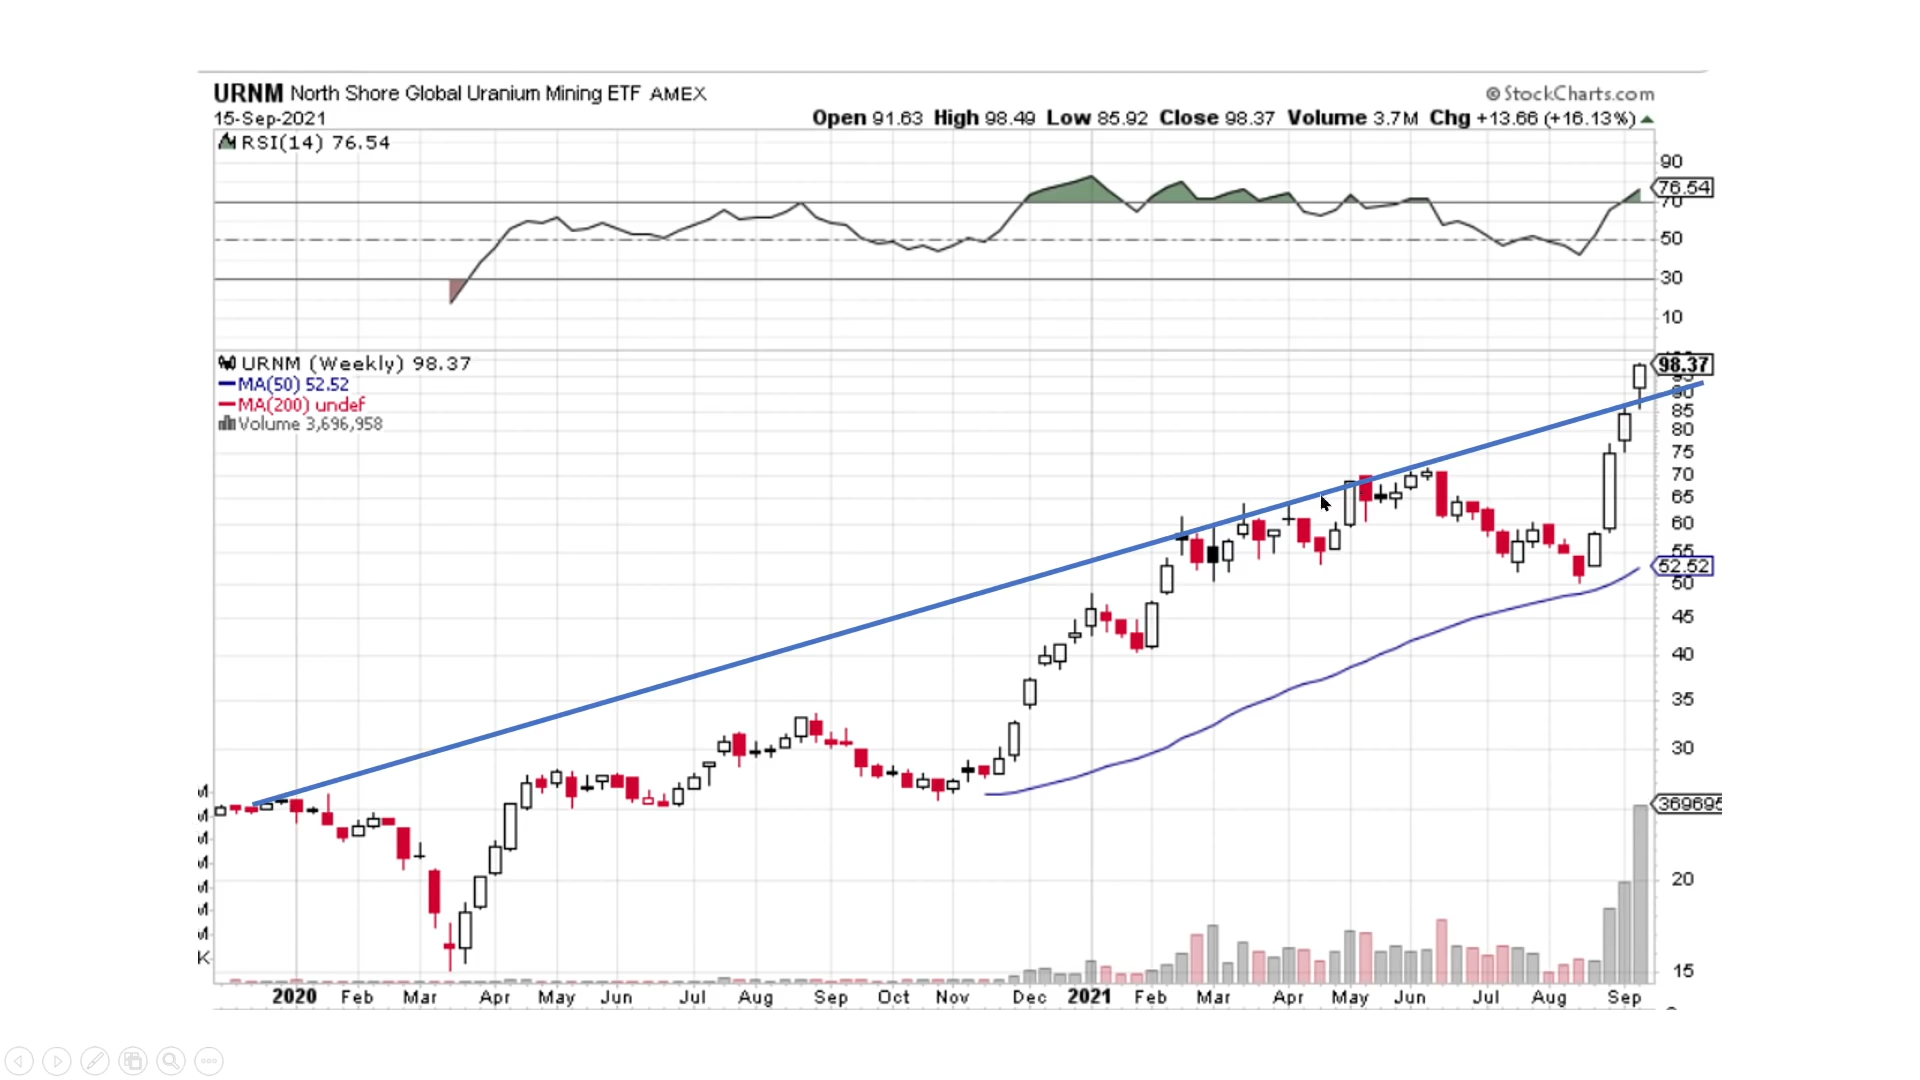 URNM North Shore Global Uranium Mining ETF AMEX
© StockCharts.com
15-Sep-2021
Open 91.63 High 98.49 Low 85.92 Close 98.37 Volume 3.7M Chg +13.66 (+16.13%)
RSI(14) 76.54
90
76.54
70
50
30
10
URNM (Weekly) 98.37
MA(50) 52.52
MA(200) undef
Volume 3,696,958
98.37
95
90
85
80
75
70
65
60
55
52.52
50
45
40
35
30
369695
20
15
K
2020 Feb Mar Apr May Jun Jul Aug Sep Oct Nov Dec 2021 Feb Mar Apr May Jun Jul Aug Sep